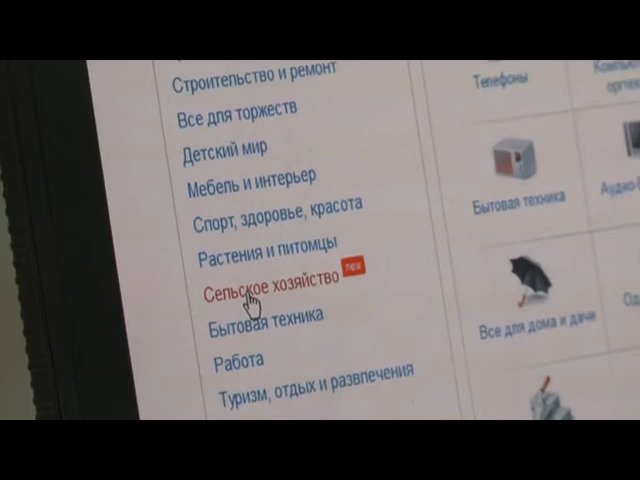 Строительство и ремонт
Все для торжеств
Детский мир
Мебель и интерьер
Спорт, здоровье, красота
Растения и питомцы
Сельское хозяйство new
Бытовая техника
Работа
Туризм, отдых и развлечения
Телефоны
Бытовая техника
Все для дома и дачи